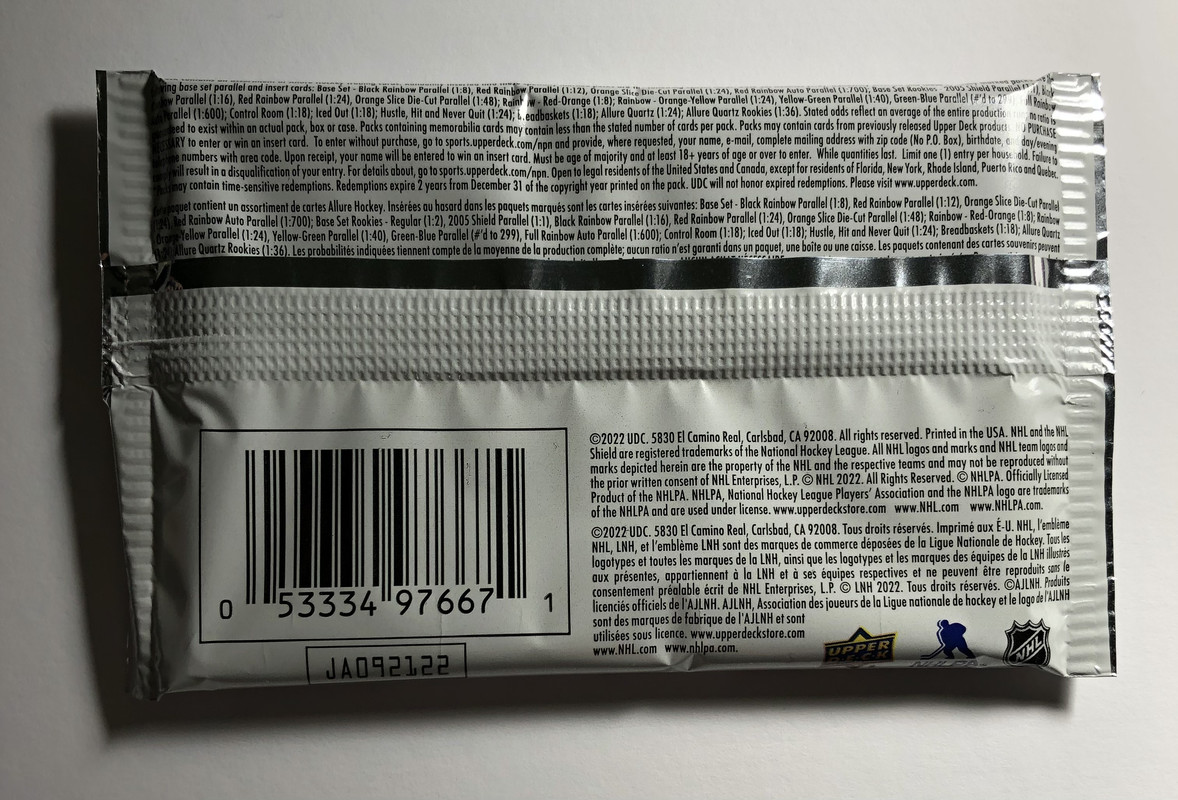 ing base set parallel and insert cards: Base Set - Black Rainbow Parallel (1:8), Red Rainbow Parallel (1:12), Orange Slice Die-Cut Parallel (1:24), Red Rainbow Auto Parallel (1:700); Base Set Rookies - 2005 Shield Parallel
Parallel (1:16), Red Rainbow Parallel (1:24), Orange Slice Die-Cut Parallel (1:48); Rainbow - Red-Orange (1:8); Rainbow - Orange-Yellow Parallel (1:24), Yellow-Green Parallel (1:40), Green-Blue Parallel (#'d to 299), Rainbow
Parallel (1:600); Control Room (1:18); Iced Out (1:18); Hustle, Hit and Never Quit (1:24); Breadbaskets (1:18); Allure Quartz (1:24); Allure Quartz Rookies (1:36). Stated odds reflect an average of the entire production no ratio is
to exist within an actual pack, box or case. Packs containing memorabilia cards may contain less than the stated number of cards per pack. Packs may contain cards from previously released Upper Deck products. PURCHASE
to enter or win an insert card. To enter without purchase, go to sports.upperdeck.com/npn and provide, where requested, your name, e-mail, complete mailing address with zip code (No P.O. Box), birthdate, day/evening
numbers with area code. Upon receipt, your name will be entered to win an insert card. Must be age of majority and at least 18+ years of age or over to enter. While quantities last. Limit one (1) entry per household. Failure to
will result in a disqualification of your entry. For details about, go to sports.upperdeck.com/npn. Open to legal residents of the United States and Canada, except for residents of Florida, New York, Rhode Island, Puerto Rico and Quebec.
may contain time-sensitive redemptions. Redemptions expire 2 years from December 31 of the copyright year printed on the pack. UDC will not honor expired redemptions. Please visit www.upperdeck.com.
paquet contient un assortiment de cartes Allure Hockey. Insérées au hasard dans les paquets marqués sont les cartes insérées suivantes: Base Set - Black Rainbow Parallel (1:8), Red Rainbow Parallel (1:12), Orange Slice Die-Cut Parallel
Red Rainbow Auto Parallel (1:700); Base Set Rookies - Regular (1:2), 2005 Shield Parallel (1:1), Black Rainbow Parallel (1:16), Red Rainbow Parallel (1:24), Orange Slice Die-Cut Parallel (1:48); Rainbow - Red-Orange (1:8); Rainbow
Orange-Yellow Parallel (1:24), Yellow-Green Parallel (1:40), Green-Blue Parallel (#'d to 299), Full Rainbow Auto Parallel (1:600); Control Room (1:18); Iced Out (1:18); Hustle, Hit and Never Quit (1:24); Breadbaskets (1:18); Allure Quartz
Allure Quartz Rookies (1:36). Les probabilités indiquées tiennent compte de la moyenne de la production complète; aucun ratio n'est garanti dans un paquet, une boîte ou une caisse. Les paquets contenant des cartes souvenirs peuvent
©2022 UDC. 5830 El Camino Real, Carlsbad, CA 92008. All rights reserved. Printed in the USA. NHL and the NHL
Shield are registered trademarks of the National Hockey League. All NHL logos and marks and NHL team logos and
marks depicted herein are the property of the NHL and the respective teams and may not be reproduced without
the prior written consent of NHL Enterprises, L.P. © NHL 2022. All Rights Reserved. © NHLPA. Officially Licensed
Product of the NHLPA. NHLPA, National Hockey League Players' Association and the NHLPA logo are trademarks
of the NHLPA and are used under license. www.upperdeckstore.com www.NHL.com www.NHLPA.com.
©2022 UDC. 5830 El Camino Real, Carlsbad, CA 92008. Tous droits réservés. Imprimé aux É-U. NHL, l'emblème
NHL, LNH, et l'emblème LNH sont des marques de commerce déposées de la Ligue Nationale de Hockey. Tous les
logotypes et toutes les marques de la LNH, ainsi que les logotypes et les marques des équipes de la LNH illustrés
aux présentes, appartiennent à la LNH et à ses équipes respectives et ne peuvent être reproduits sans le
consentement préalable écrit de NHL Enterprises, L.P. © LNH 2022. Tous droits réservés. ©AJLNH. Produits
licenciés officiels de l'AJLNH. AJLNH, Association des joueurs de la Ligue nationale de hockey et le logo de l'AJLNH
sont des marques de fabrique de l'AJLNH et sont
utilisées sous licence. www.upperdeckstore.com
www.NHL.com www.nhlpa.com.
0 53334 97667 1
JA092122
UPPER DECK
NHLPA
NHL